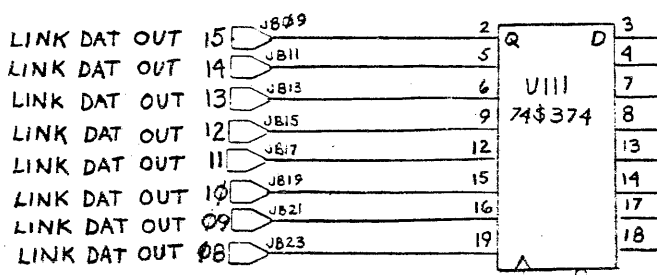 LINK DAT OUT 15 JBØ9 2 Q D 3
LINK DAT OUT 14 JB11 5 4
LINK DAT OUT 13 JB13 6 U111 7
LINK DAT OUT 12 JB15 9 74S374 8
LINK DAT OUT 11 JB17 12 13
LINK DAT OUT 1Ø JB19 15 14
LINK DAT OUT Ø9 JB21 16 17
LINK DAT OUT Ø8 JB23 19 18